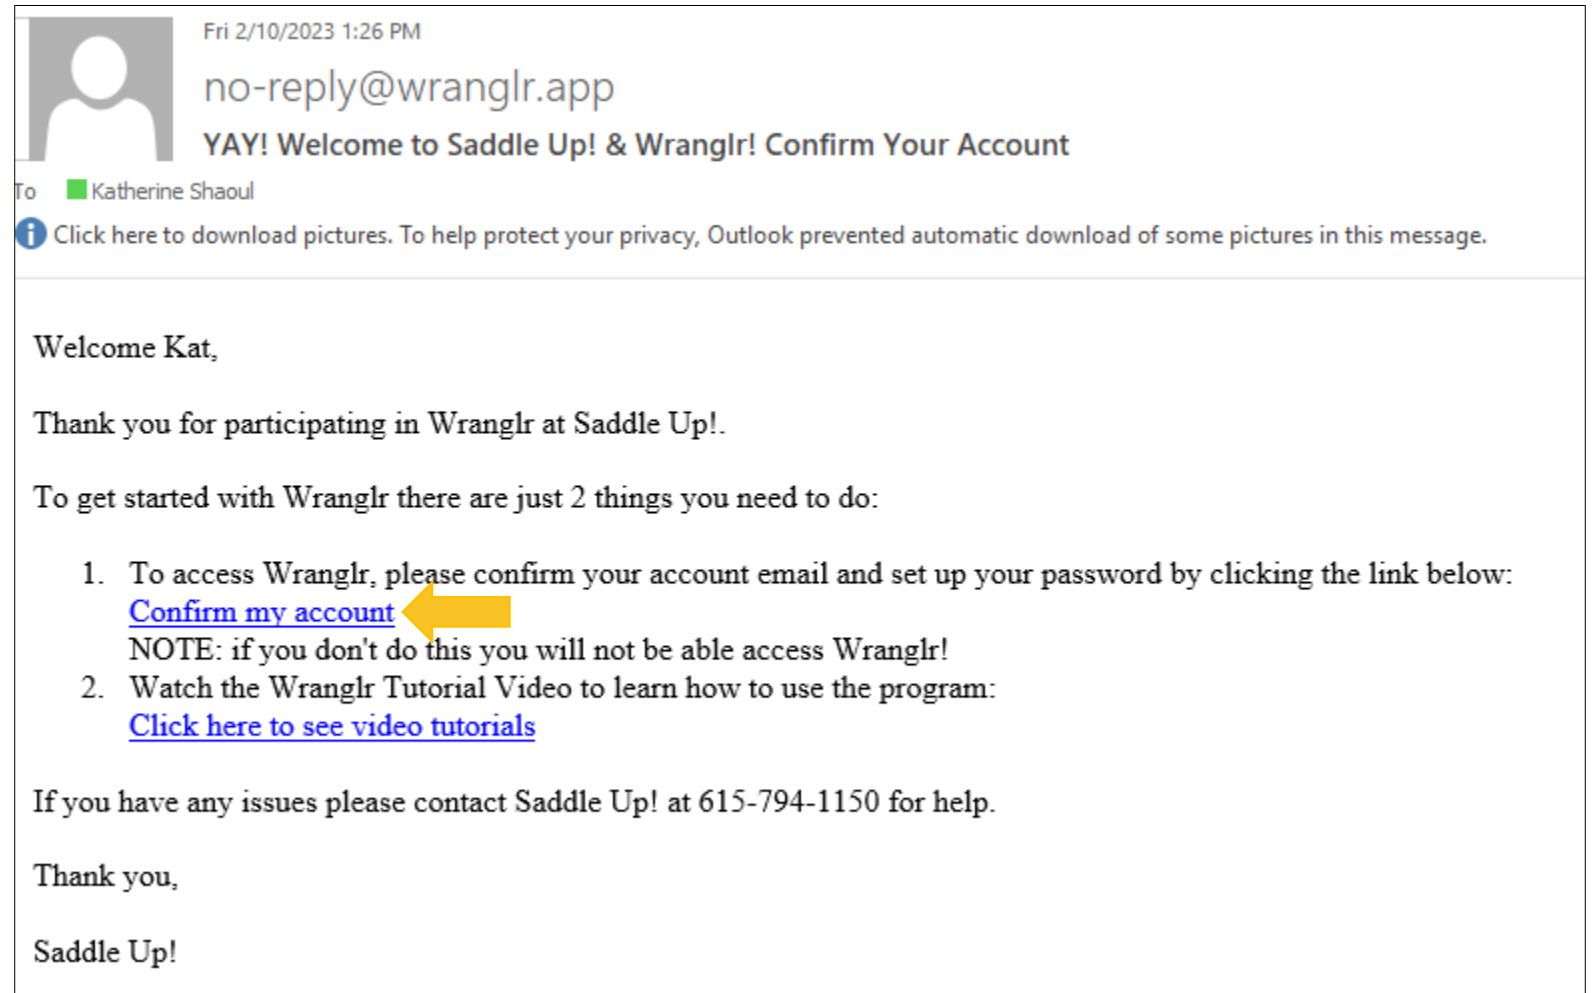 Fri 2/10/2023 1:26 PM
no-reply@wranglr.app
YAY! Welcome to Saddle Up! & Wranglr! Confirm Your Account
To Katherine Shaoul
Click here to download pictures. To help protect your privacy, Outlook prevented automatic download of some pictures in this message.
Welcome Kat,
Thank you for participating in Wranglr at Saddle Up!.
To get started with Wranglr there are just 2 things you need to do:
1. To access Wranglr, please confirm your account email and set up your password by clicking the link below:
Confirm my account
NOTE: if you don't do this you will not be able access Wranglr!
2. Watch the Wranglr Tutorial Video to learn how to use the program:
Click here to see video tutorials
If you have any issues please contact Saddle Up! at 615-794-1150 for help.
Thank you,
Saddle Up!